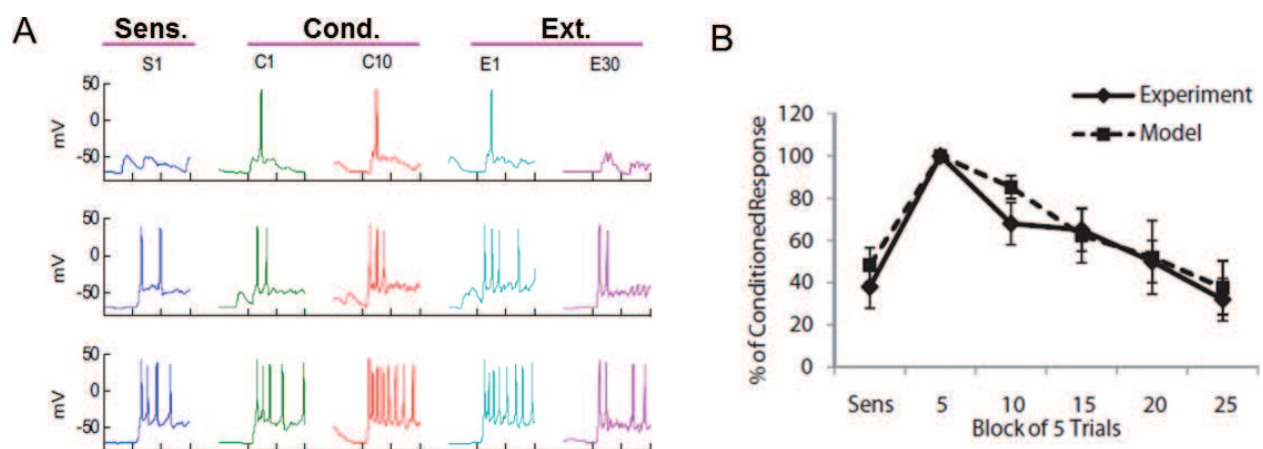 A
Sens.
Cond.
Ext.
S1
C1
C10
E1
E30
50
0
-50
mV
50
0
-50
mV
50
0
-50
mV
B
Experiment
Model
120
100
80
60
40
20
0
% of ConditionedResponse
Sens
5
10
15
20
25
Block of 5 Trials